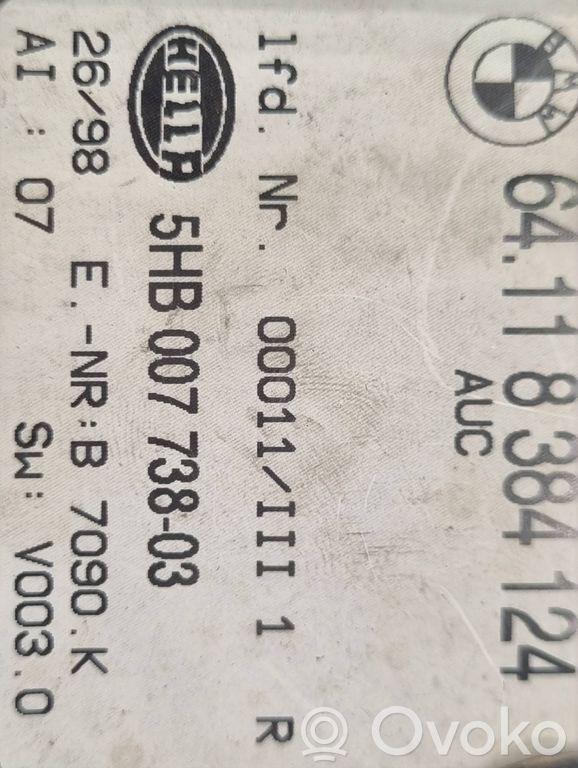 BMW
64.11 8 384 124
AUC
lfd. Nr. 00011/III 1 R
HELLA 5HB 007 738-03
26/98 E.-NR:B 7090.K
AI : 07 SW: V003.0
Ovoko